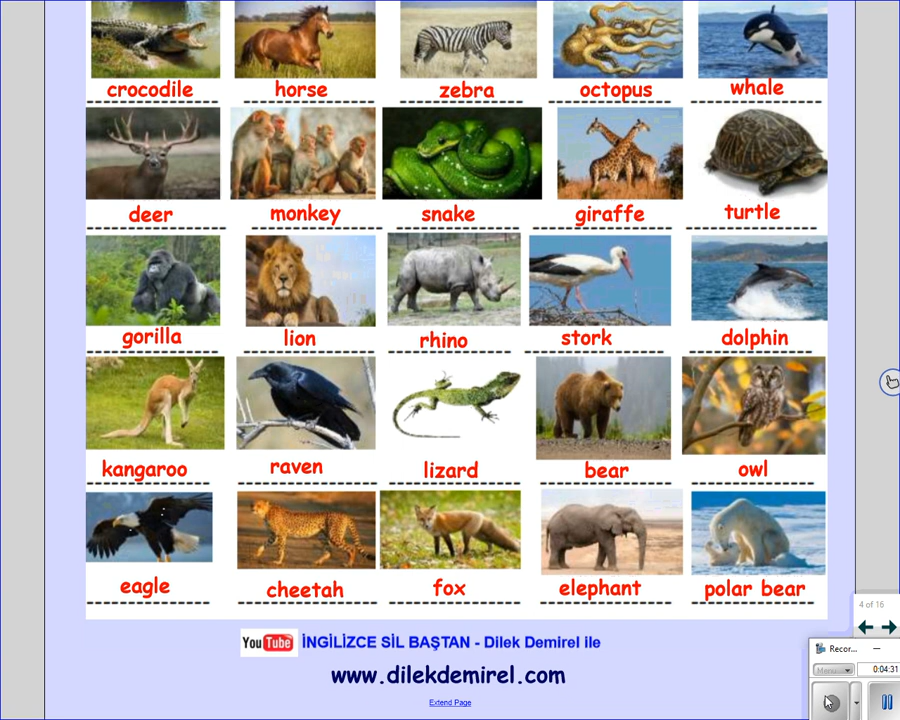 crocodile horse zebra octopus whale
deer monkey snake giraffe turtle
gorilla lion rhino stork dolphin
kangaroo raven lizard bear owl
eagle cheetah fox elephant polar bear
4 of 16
YouTube İNGİLİZCE SİL BAŞTAN - Dilek Demirel ile
Recor...
www.dilekdemirel.com
Menu
0:04:31
Extend Page